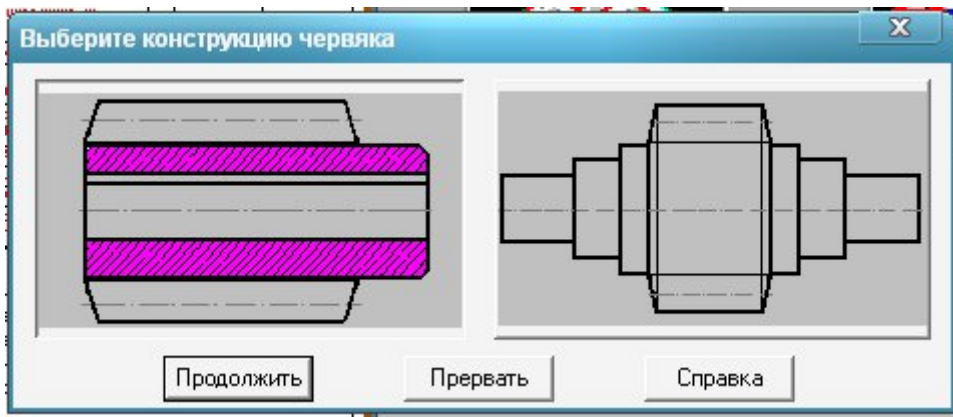 Выберите конструкцию червяка
Продолжить
Прервать
Справка